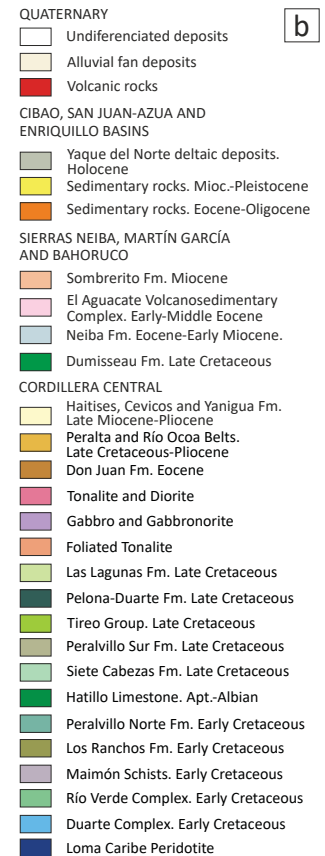 QUATERNARY
b
Undiferenciated deposits
Alluvial fan deposits
Volcanic rocks
CIBAO, SAN JUAN-AZUA AND
ENRIQUILLO BASINS
Yaque del Norte deltaic deposits.
Holocene
Sedimentary rocks. Mioc.-Pleistocene
Sedimentary rocks. Eocene-Oligocene
SIERRAS NEIBA, MARTÍN GARCÍA
AND BAHORUCO
Sombrerito Fm. Miocene
El Aguacate Volcanosedimentary
Complex. Early-Middle Eocene
Neiba Fm. Eocene-Early Miocene.
Dumisseau Fm. Late Cretaceous
CORDILLERA CENTRAL
Haitises, Cevicos and Yanigua Fm.
Late Miocene-Pliocene
Peralta and Río Ocoa Belts.
Late Cretaceous-Pliocene
Don Juan Fm. Eocene
Tonalite and Diorite
Gabbro and Gabbronorite
Foliated Tonalite
Las Lagunas Fm. Late Cretaceous
Pelona-Duarte Fm. Late Cretaceous
Tireo Group. Late Cretaceous
Peralvillo Sur Fm. Late Cretaceous
Siete Cabezas Fm. Late Cretaceous
Hatillo Limestone. Apt.-Albian
Peralvillo Norte Fm. Early Cretaceous
Los Ranchos Fm. Early Cretaceous
Maimón Schists. Early Cretaceous
Río Verde Complex. Early Cretaceous
Duarte Complex. Early Cretaceous
Loma Caribe Peridotite